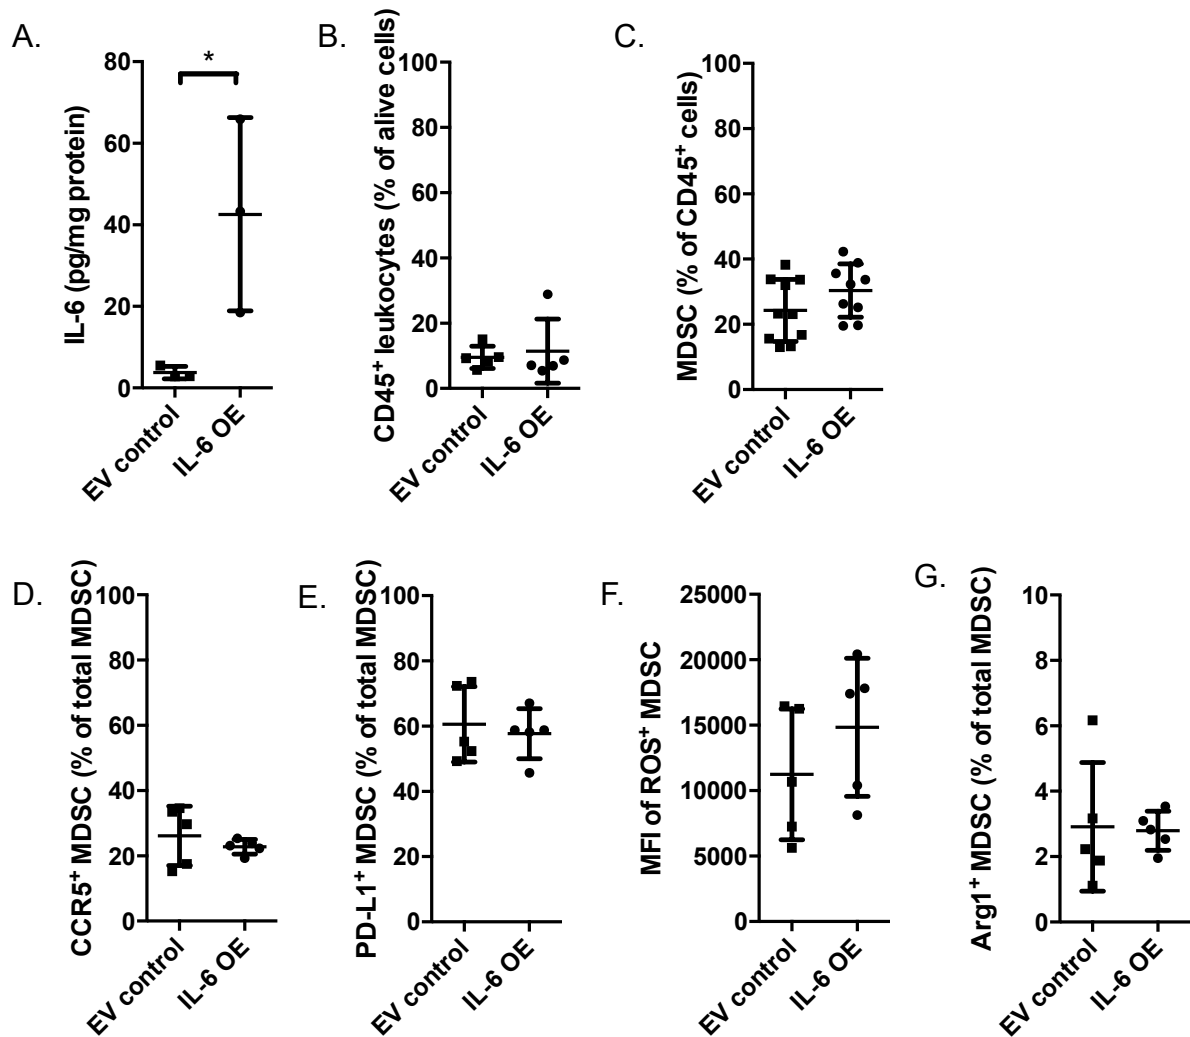 A.
IL-6 (pg/mg protein)
80
60
40
20
0
*
EV control
IL-6 OE
B.
CD45⁺ leukocytes (% of alive cells)
100
80
60
40
20
0
EV control
IL-6 OE
C.
MDSC (% of CD45⁺ cells)
100
80
60
40
20
0
EV control
IL-6 OE
D.
CCR5⁺ MDSC (% of total MDSC)
100
80
60
40
20
0
EV control
IL-6 OE
E.
PD-L1⁺ MDSC (% of total MDSC)
100
80
60
40
20
0
EV control
IL-6 OE
F.
MFI of ROS⁺ MDSC
25000
20000
15000
10000
5000
0
EV control
IL-6 OE
G.
Arg1⁺ MDSC (% of total MDSC)
10
8
6
4
2
0
EV control
IL-6 OE